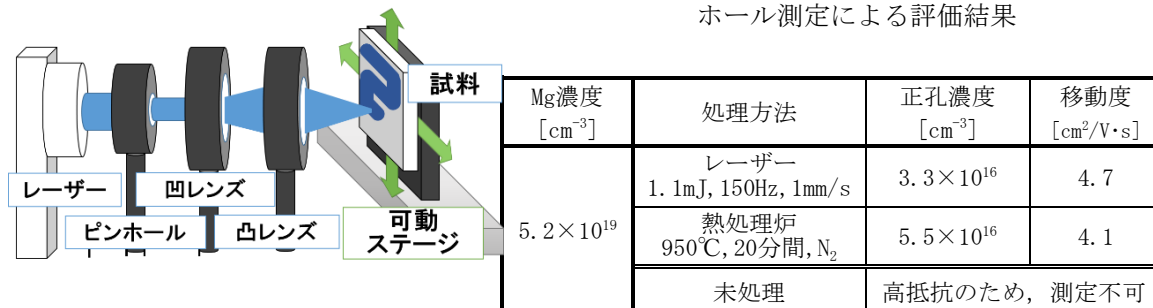 ホール測定による評価結果
試料
レーザー
凹レンズ
ピンホール
凸レンズ
可動
ステージ
Mg濃度
[cm⁻³]
処理方法
正孔濃度
[cm⁻³]
移動度
[cm²/V・s]
5.2×10¹⁹
レーザー
1.1mJ, 150Hz, 1mm/s
3.3×10¹⁶
4.7
熱処理炉
950℃, 20分間, N₂
5.5×10¹⁶
4.1
未処理
高抵抗のため, 測定不可